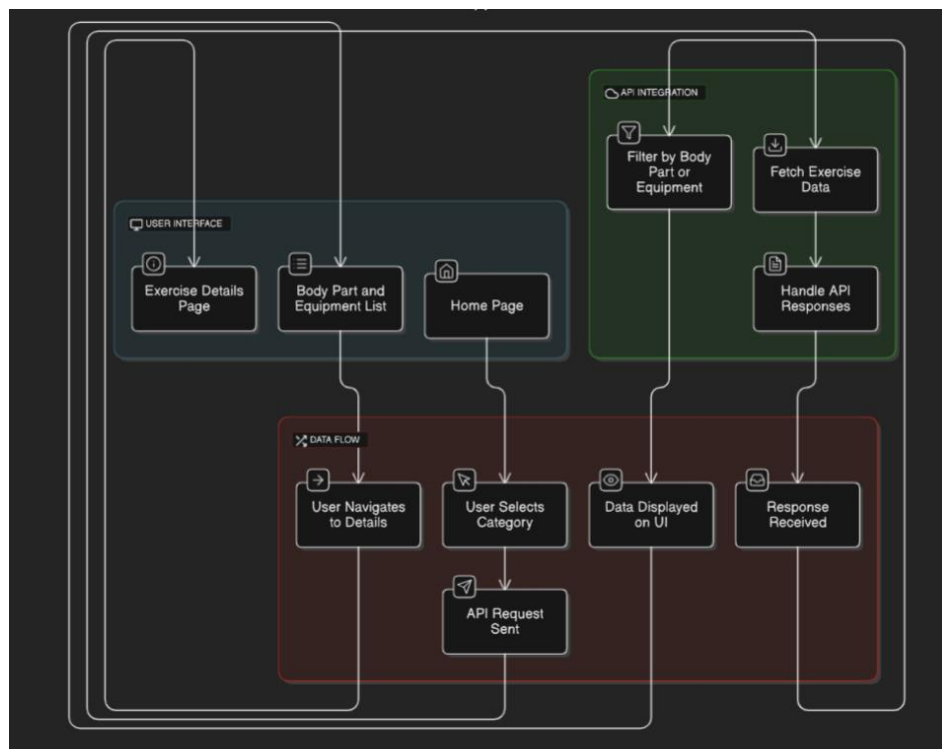 API INTEGRATION
Filter by Body
Part or
Equipment
Fetch Exercise
Data
USER INTERFACE
Exercise Details
Page
Body Part and
Equipment List
Home Page
Handle API
Responses
DATA FLOW
User Navigates
to Details
User Selects
Category
Data Displayed
on UI
Response
Received
API Request
Sent